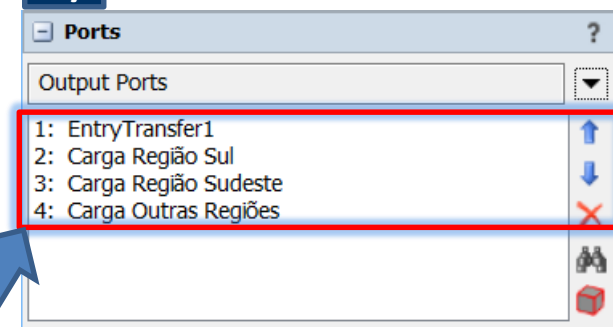 Ports
?
Output Ports
1: EntryTransfer1
2: Carga Região Sul
3: Carga Região Sudeste
4: Carga Outras Regiões